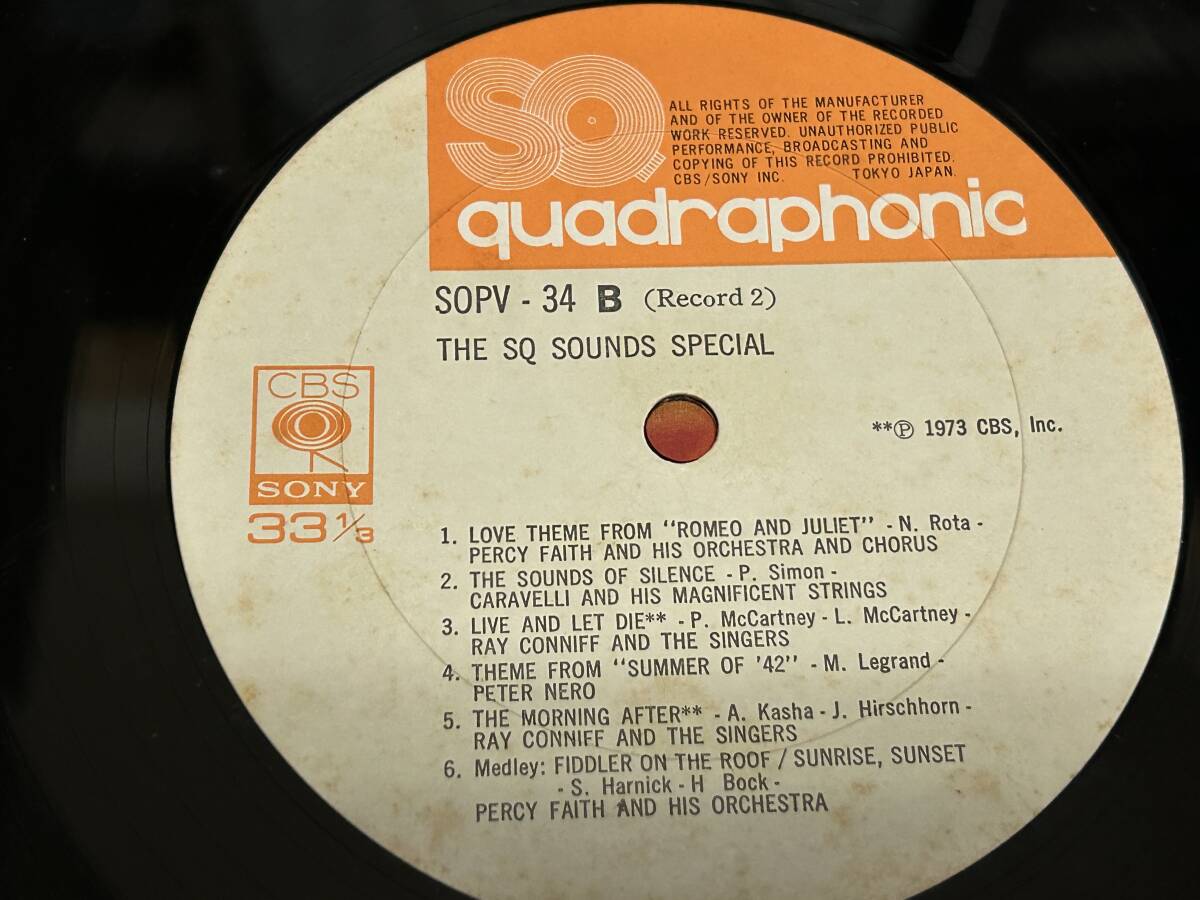 SQ
ALL RIGHTS OF THE MANUFACTURER
AND OF THE OWNER OF THE RECORDED
WORK RESERVED. UNAUTHORIZED PUBLIC
PERFORMANCE, BROADCASTING AND
COPYING OF THIS RECORD PROHIBITED.
CBS/SONY INC. TOKYO JAPAN.
quadraphonic
SOPV - 34 B (Record 2)
THE SQ SOUNDS SPECIAL
CBS
SONY
33 1/3
**℗ 1973 CBS, Inc.
1. LOVE THEME FROM "ROMEO AND JULIET" - N. Rota -
PERCY FAITH AND HIS ORCHESTRA AND CHORUS
2. THE SOUNDS OF SILENCE - P. Simon -
CARAVELLI AND HIS MAGNIFICENT STRINGS
3. LIVE AND LET DIE** - P. McCartney - L. McCartney -
RAY CONNIFF AND THE SINGERS
4. THEME FROM "SUMMER OF '42" - M. Legrand -
PETER NERO
5. THE MORNING AFTER** - A. Kasha - J. Hirschhorn -
RAY CONNIFF AND THE SINGERS
6. Medley: FIDDLER ON THE ROOF / SUNRISE, SUNSET
- S. Harnick - H Bock -
PERCY FAITH AND HIS ORCHESTRA